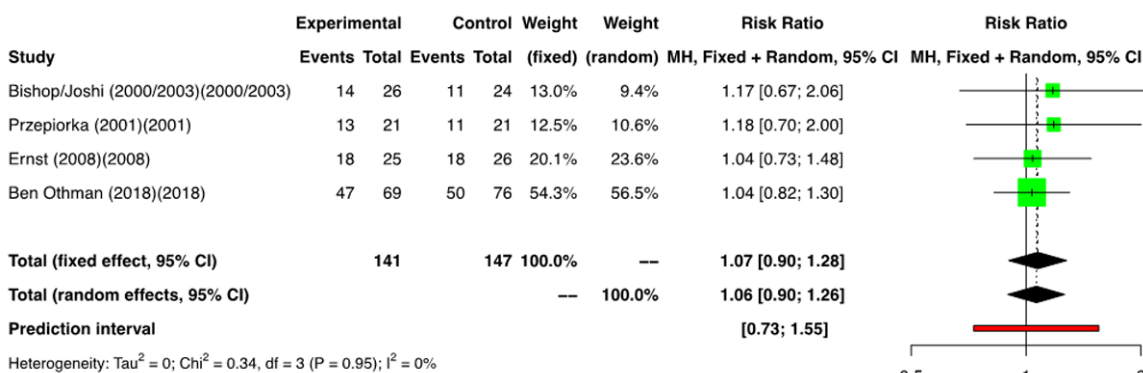 Experimental Control Weight Weight Risk Ratio Risk Ratio
Study Events Total Events Total (fixed) (random) MH, Fixed + Random, 95% CI MH, Fixed + Random, 95% CI
Bishop/Joshi (2000/2003)(2000/2003) 14 26 11 24 13.0% 9.4% 1.17 [0.67; 2.06]
Przepiorka (2001)(2001) 13 21 11 21 12.5% 10.6% 1.18 [0.70; 2.00]
Ernst (2008)(2008) 18 25 18 26 20.1% 23.6% 1.04 [0.73; 1.48]
Ben Othman (2018)(2018) 47 69 50 76 54.3% 56.5% 1.04 [0.82; 1.30]
Total (fixed effect, 95% CI) 141 147 100.0% −− 1.07 [0.90; 1.28]
Total (random effects, 95% CI) −− 100.0% 1.06 [0.90; 1.26]
Prediction interval [0.73; 1.55]
Heterogeneity: Tau² = 0; Chi² = 0.34, df = 3 (P = 0.95); I² = 0%